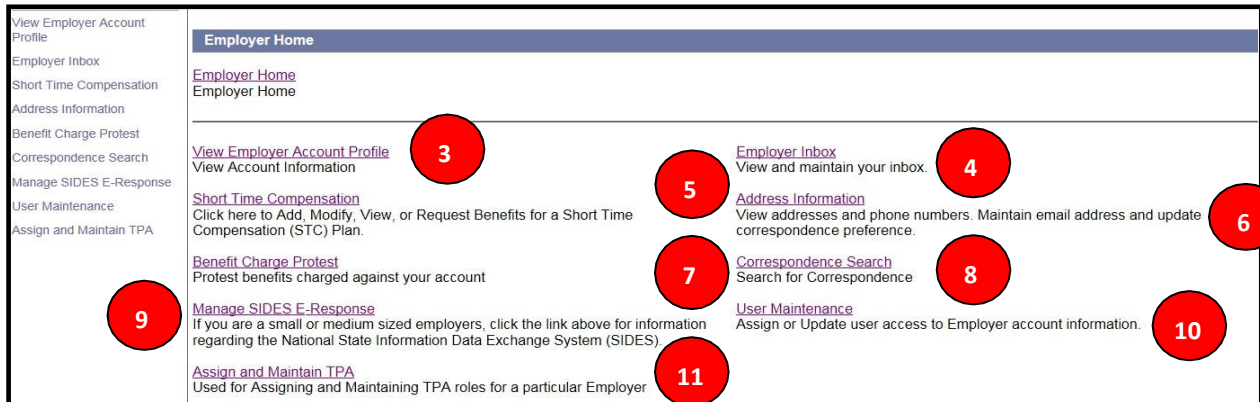 View Employer Account
Profile
Employer Inbox
Short Time Compensation
Address Information
Benefit Charge Protest
Correspondence Search
Manage SIDES E-Response
User Maintenance
Assign and Maintain TPA
Employer Home
Employer Home
Employer Home
View Employer Account Profile
View Account Information
3
Employer Inbox
View and maintain your inbox.
4
Short Time Compensation
Click here to Add, Modify, View, or Request Benefits for a Short Time
Compensation (STC) Plan.
5
Address Information
View addresses and phone numbers. Maintain email address and update
correspondence preference.
6
Benefit Charge Protest
Protest benefits charged against your account
7
Correspondence Search
Search for Correspondence
8
9
Manage SIDES E-Response
If you are a small or medium sized employers, click the link above for information
regarding the National State Information Data Exchange System (SIDES).
User Maintenance
Assign or Update user access to Employer account information.
10
Assign and Maintain TPA
Used for Assigning and Maintaining TPA roles for a particular Employer
11